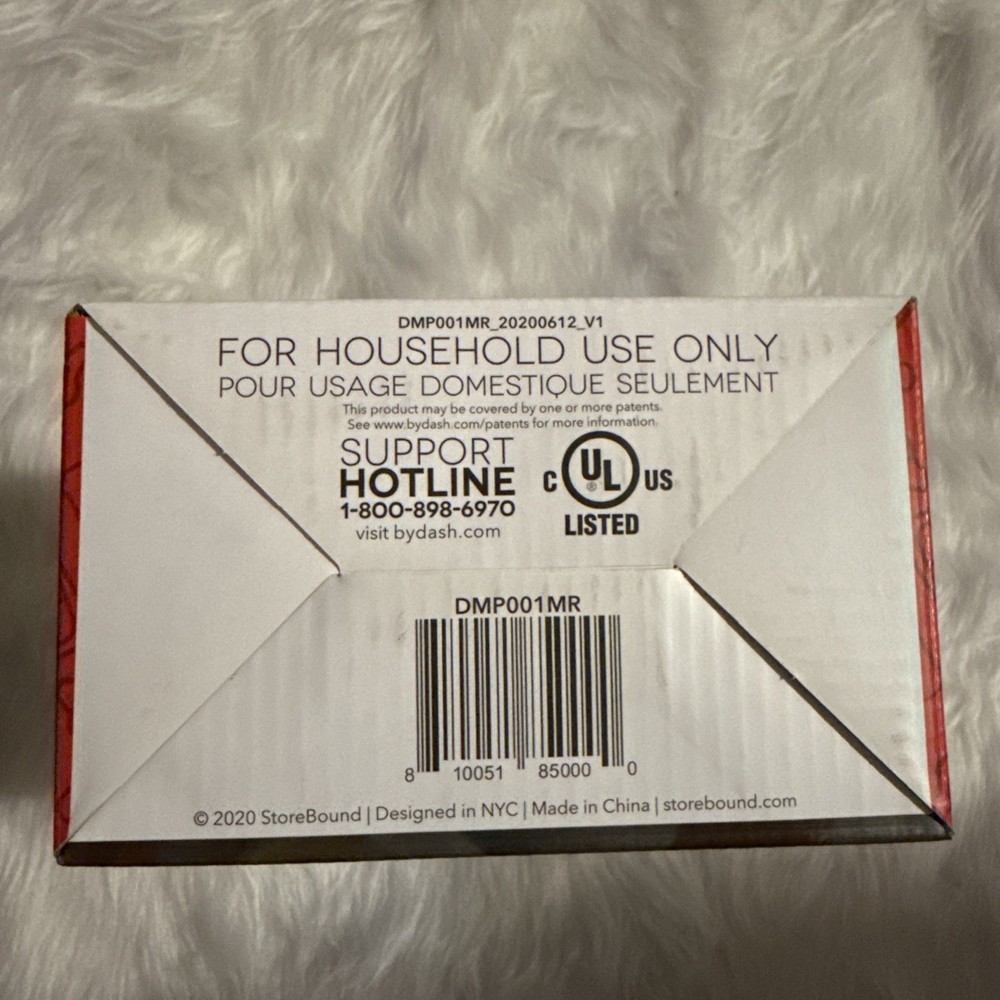 DMP001MR_20200612_V1
FOR HOUSEHOLD USE ONLY
POUR USAGE DOMESTIQUE SEULEMENT
This product may be covered by one or more patents.
See www.bydash.com/patents for more information.
SUPPORT
HOTLINE
1-800-898-6970
visit bydash.com
C UL ® US
LISTED
DMP001MR
8 10051 85000 0
© 2020 StoreBound | Designed in NYC | Made in China | storebound.com